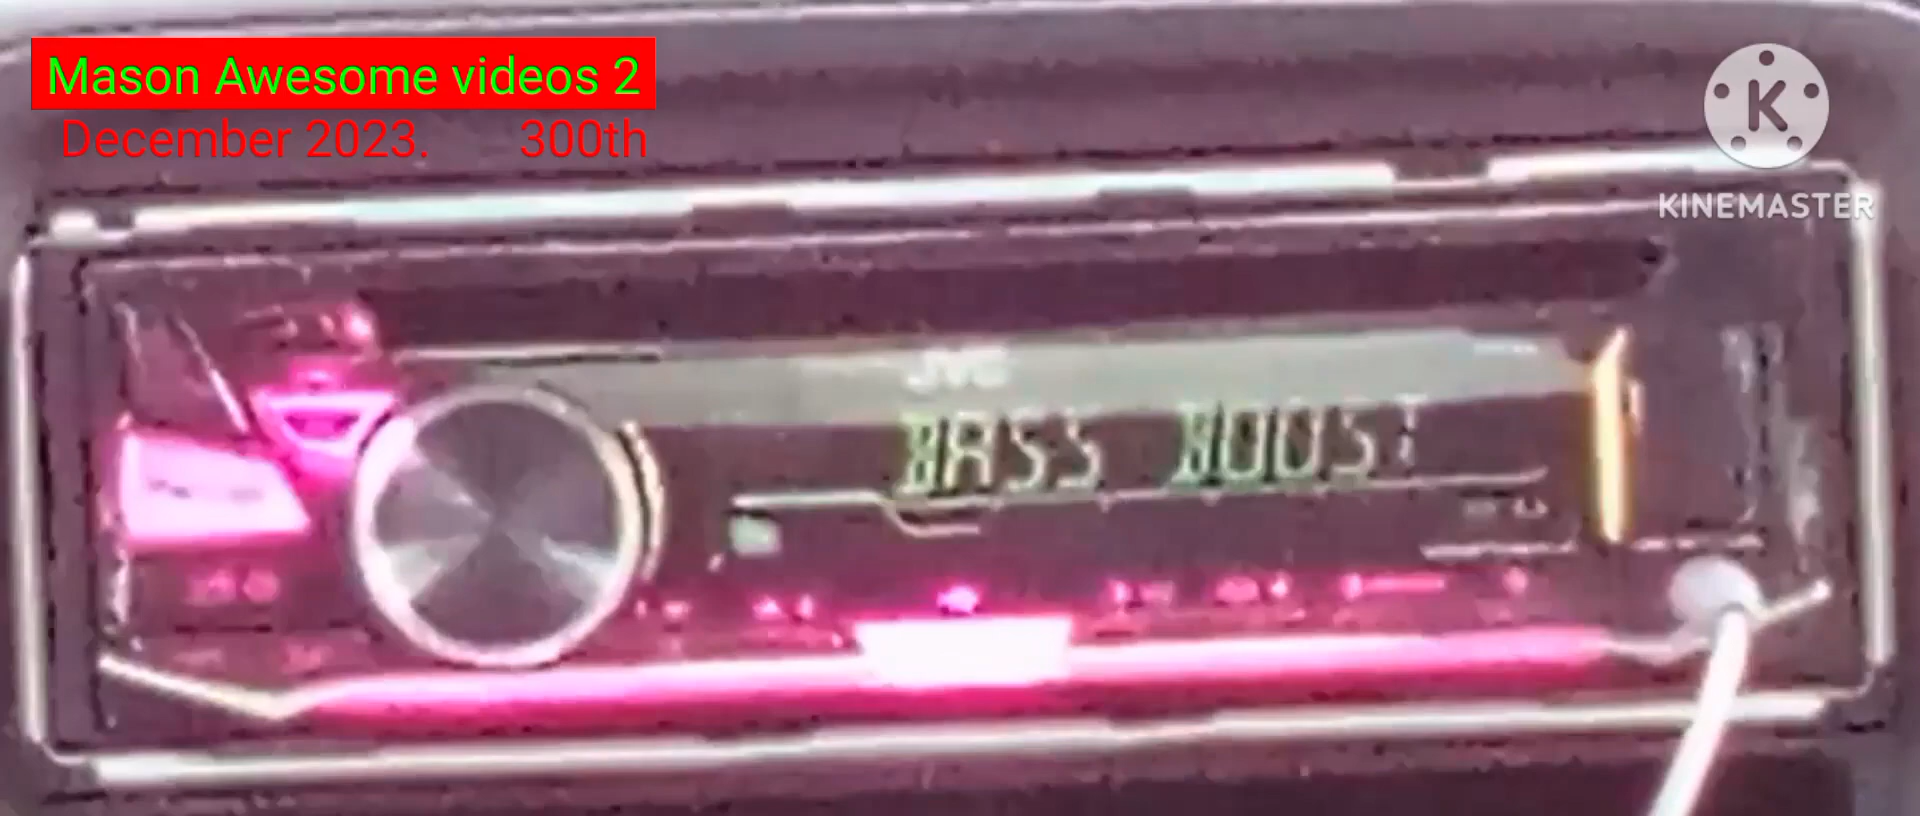 Mason Awesome videos 2
December 2023. 300th
K
KINEMASTER
JVC
BASS BOOST